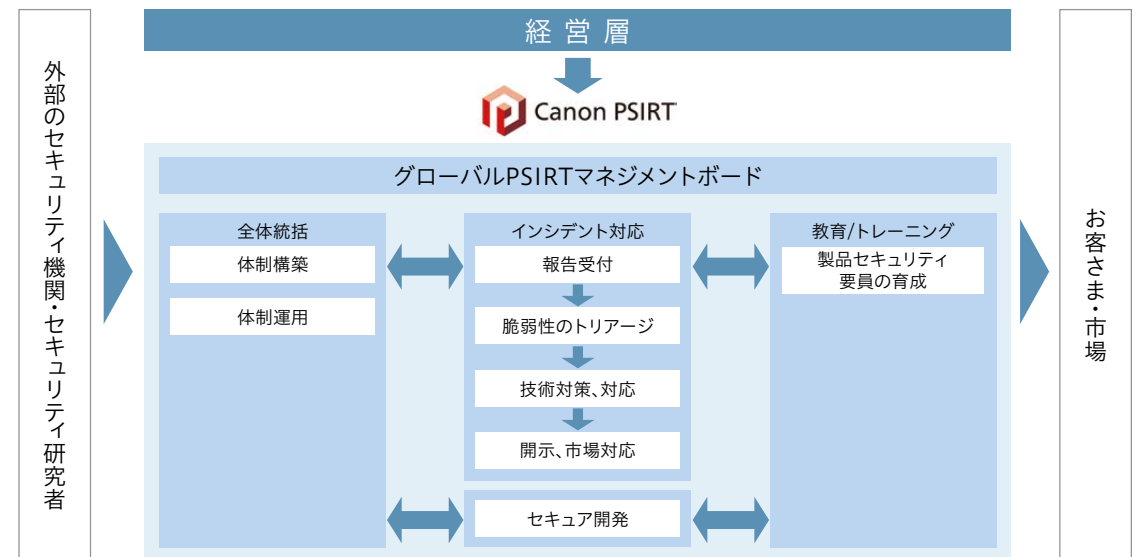 経営層
外部のセキュリティ機関・セキュリティ研究者
Canon PSIRT
グローバルPSIRTマネジメントボード
全体統括
体制構築
体制運用
インシデント対応
報告受付
脆弱性のトリアージ
技術対策、対応
開示、市場対応
セキュア開発
教育/トレーニング
製品セキュリティ
要員の育成
お客さま・市場